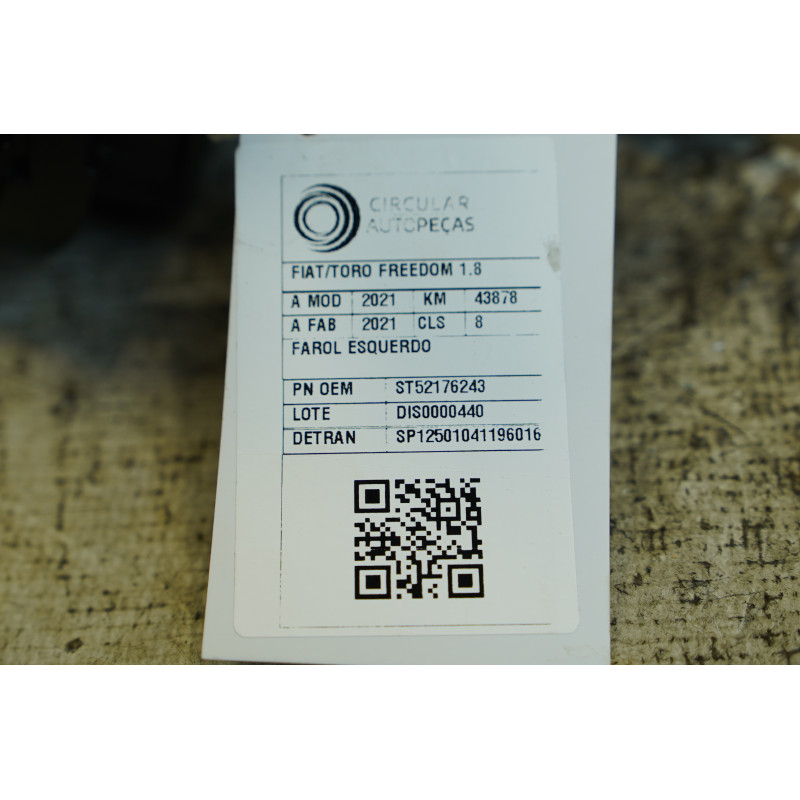 CIRCULAR
AUTOPEÇAS
FIAT/TORO FREEDOM 1.8
A MOD 2021 KM 43878
A FAB 2021 CLS 8
FAROL ESQUERDO
PN OEM ST52176243
LOTE DIS0000440
DETRAN SP12501041196016